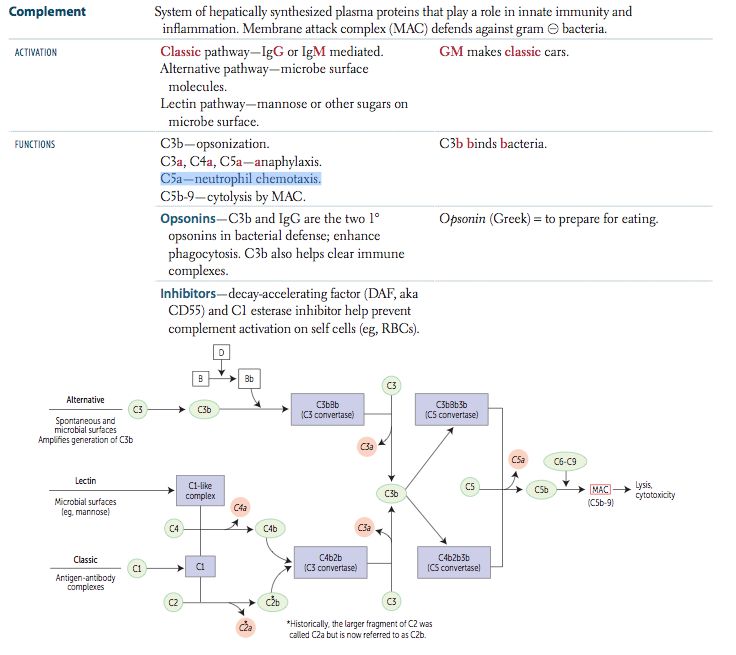 Complement
System of hepatically synthesized plasma proteins that play a role in innate immunity and
inflammation. Membrane attack complex (MAC) defends against gram ⊖ bacteria.
ACTIVATION
Classic pathway—IgG or IgM mediated.
Alternative pathway—microbe surface
molecules.
Lectin pathway—mannose or other sugars on
microbe surface.
GM makes classic cars.
FUNCTIONS
C3b—opsonization.
C3a, C4a, C5a—anaphylaxis.
C5a—neutrophil chemotaxis.
C5b-9—cytolysis by MAC.
C3b binds bacteria.
Opsonins—C3b and IgG are the two 1°
opsonins in bacterial defense; enhance
phagocytosis. C3b also helps clear immune
complexes.
Opsonin (Greek) = to prepare for eating.
Inhibitors—decay-accelerating factor (DAF, aka
CD55) and C1 esterase inhibitor help prevent
complement activation on self cells (eg, RBCs).
D
B
Bb
Alternative
Spontaneous and
microbial surfaces
Amplifies generation of C3b
C3
C3b
C3bBb
(C3 convertase)
C3
C3a
C3bBb3b
(C5 convertase)
Lectin
Microbial surfaces
(eg, mannose)
C1-like
complex
C4a
C4
C4b
C3b
C5
C5a
C5b
C6-C9
MAC
(C5b-9)
Lysis,
cytotoxicity
Classic
Antigen-antibody
complexes
C1
C1
C2
C2b*
C2a*
C4b2b
(C3 convertase)
C3a
C3
C4b2b3b
(C5 convertase)
*Historically, the larger fragment of C2 was
called C2a but is now referred to as C2b.